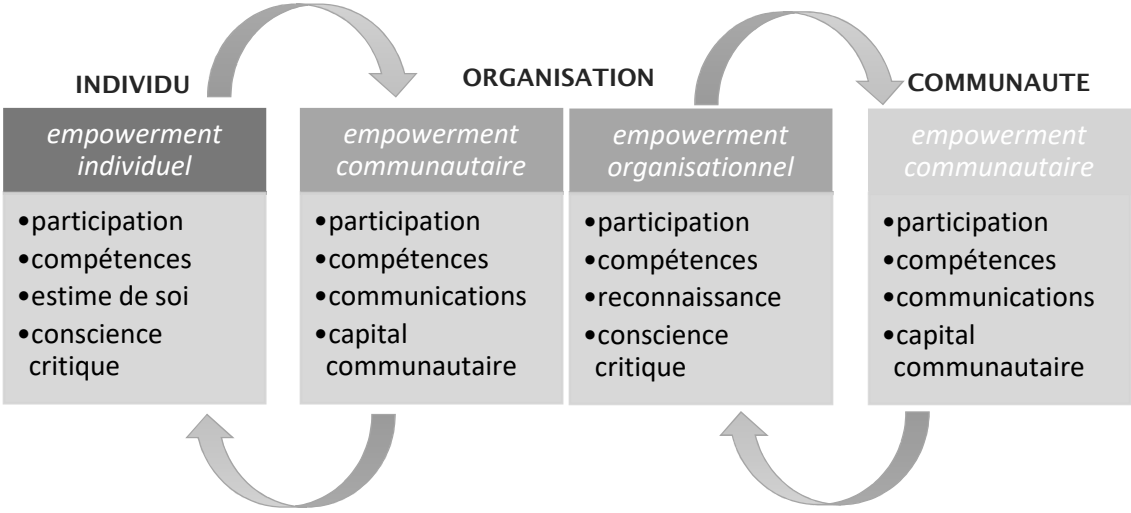 INDIVIDU
ORGANISATION
COMMUNAUTE
empowerment
individuel
•participation
•compétences
•estime de soi
•conscience
critique
empowerment
communautaire
•participation
•compétences
•communications
•capital
communautaire
empowerment
organisationnel
•participation
•compétences
•reconnaissance
•conscience
critique
empowerment
communautaire
•participation
•compétences
•communications
•capital
communautaire